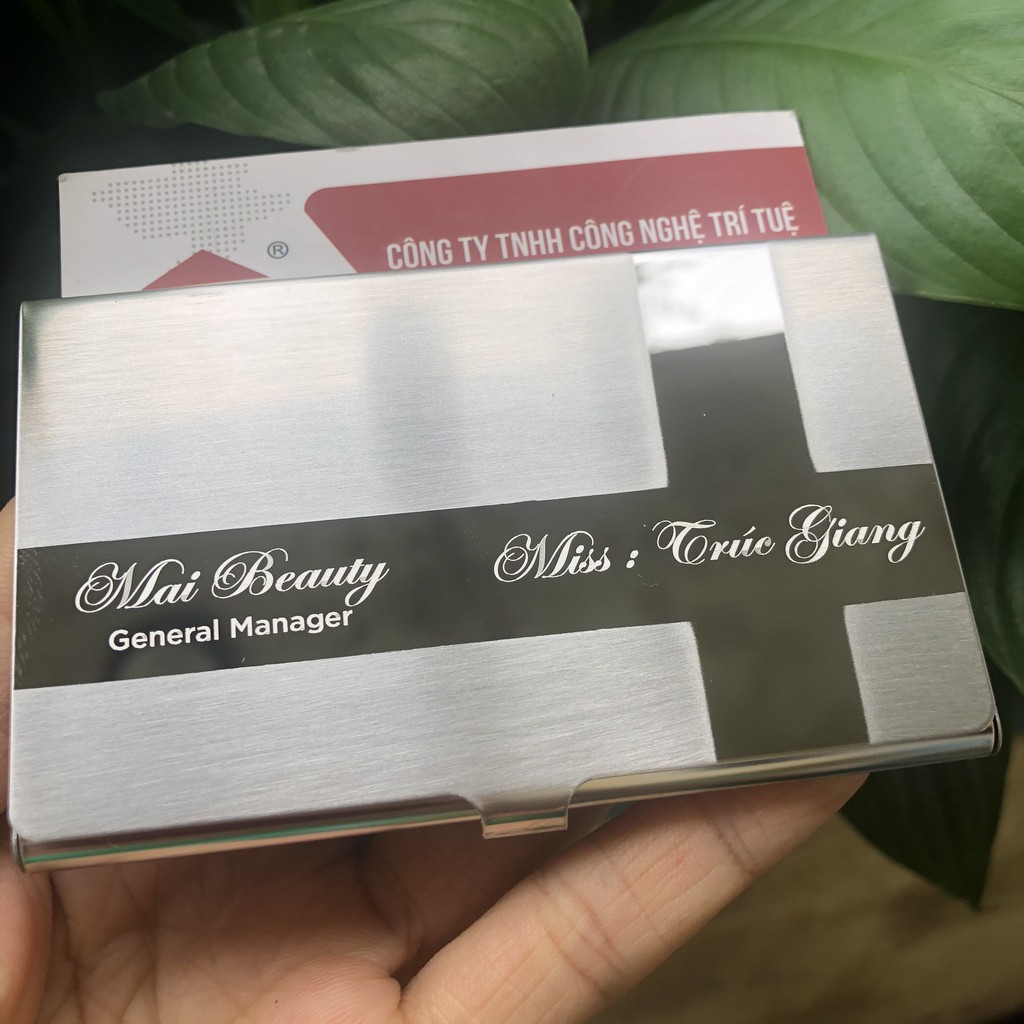 ®
CÔNG TY TNHH CÔNG NGHỆ TRÍ TUỆ
Mai Beauty
General Manager
Miss : Trúc Giang